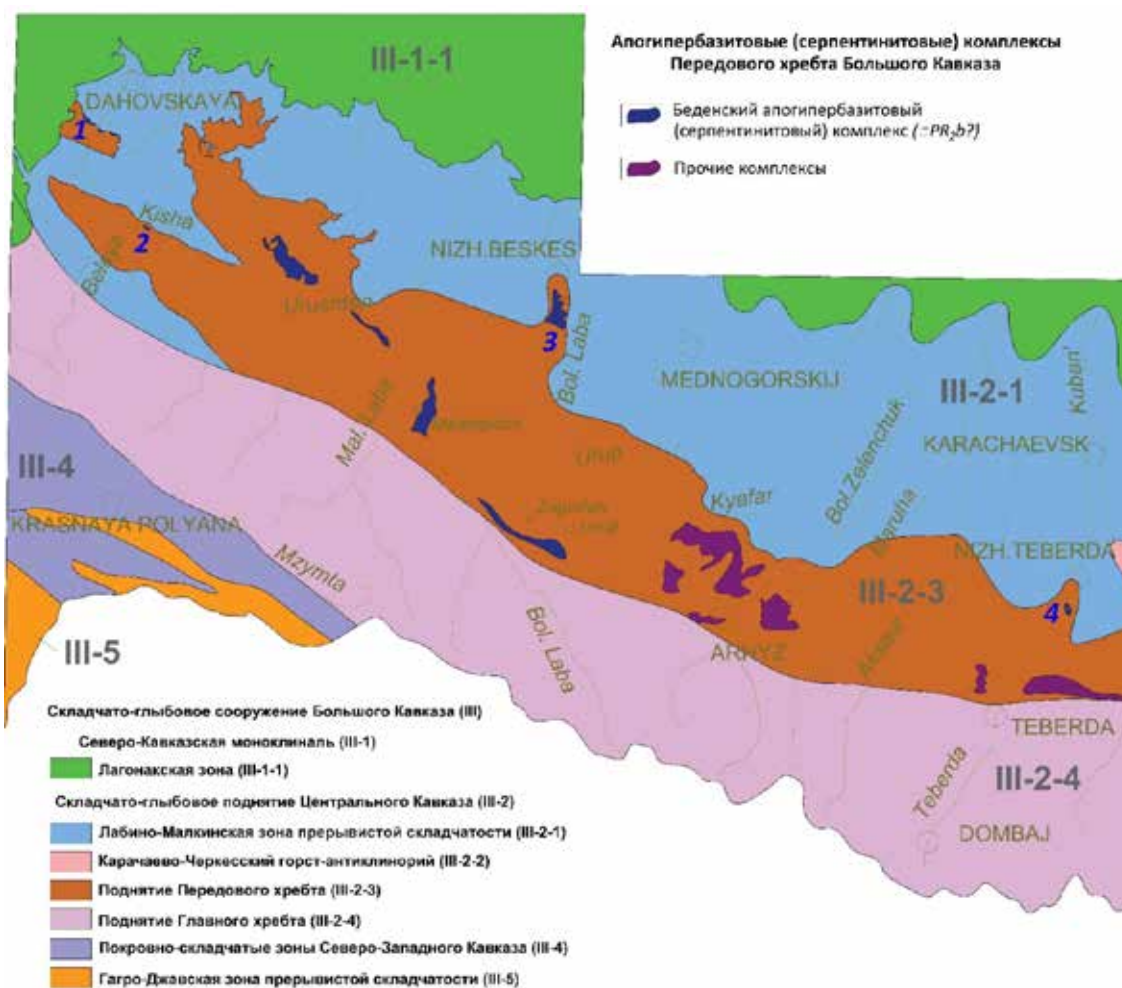 Апогипербазитовые (серпентинитовые) комплексы
Передового хребта Большого Кавказа
Беденский апогипербазитовый
(серпентинитовый) комплекс (::PR₂b?)
Прочие комплексы
III-1-1
DAHOVSKAYA
1
Kisha
2
Belaya
NIZH.BESKES
Urushten
3
Bol. Laba
MEDNOGORSKIJ
III-2-1
Kuban'
Mal. Laba
KARACHAEVSK
Bol.Zelenchuk
Urup
III-4
Kyafar
Maruha
KRASNAYA POLYANA
NIZH.TEBERDA
Mzymta
III-2-3
4
III-5
Bol. Laba
ARHYZ
Aksaut
TEBERDA
Teberda
III-2-4
DOMBAJ
Складчато-глыбовое сооружение Большого Кавказа (III)
Северо-Кавказская моноклиналь (III-1)
Лагонакская зона (III-1-1)
Складчато-глыбовое поднятие Центрального Кавказа (III-2)
Лабино-Малкинская зона прерывистой складчатости (III-2-1)
Карачаево-Черкесский горст-антиклинорий (III-2-2)
Поднятие Передового хребта (III-2-3)
Поднятие Главного хребта (III-2-4)
Покровно-складчатые зоны Северо-Западного Кавказа (III-4)
Гагро-Джавская зона прерывистой складчатости (III-5)